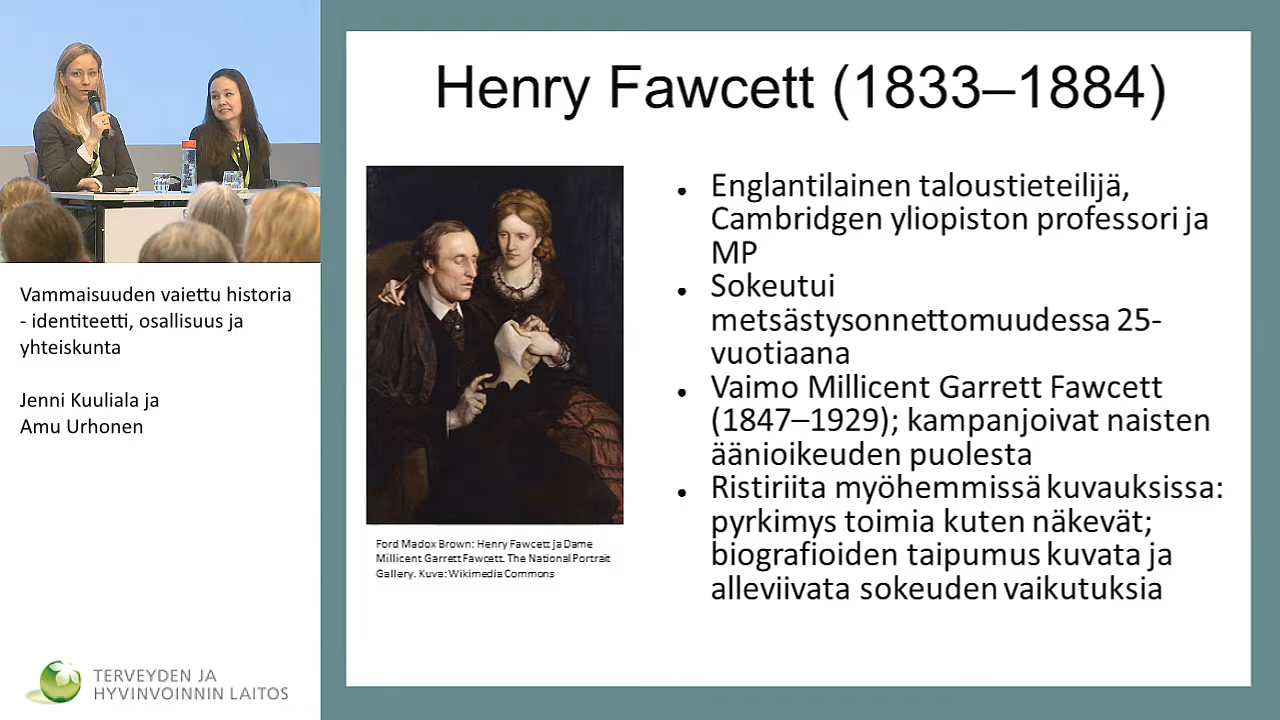 Henry Fawcett (1833–1884)
Englantilainen taloustieteilijä,
Cambridgen yliopiston professori ja
MP
Sokeutui
metsästysonnettomuudessa 25-
vuotiaana
Vaimo Millicent Garrett Fawcett
(1847–1929); kampanjoivat naisten
äänioikeuden puolesta
Ristiriita myöhemmissä kuvauksissa:
pyrkimys toimia kuten näkevät;
biografioiden taipumus kuvata ja
alleviivata sokeuden vaikutuksia
Ford Madox Brown: Henry Fawcett ja Dame
Millicent Garrett Fawcett. The National Portrait
Gallery. Kuva: Wikimedia Commons
Vammaisuuden vaiettu historia
- identiteetti, osallisuus ja
yhteiskunta
Jenni Kuuliala ja
Amu Urhonen
TERVEYDEN JA
HYVINVOINNIN LAITOS